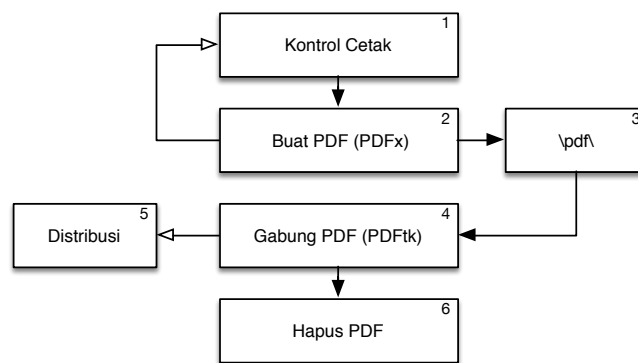 1
Kontrol Cetak
2
Buat PDF (PDFx)
3
\pdf\
5
Distribusi
4
Gabung PDF (PDFtk)
6
Hapus PDF